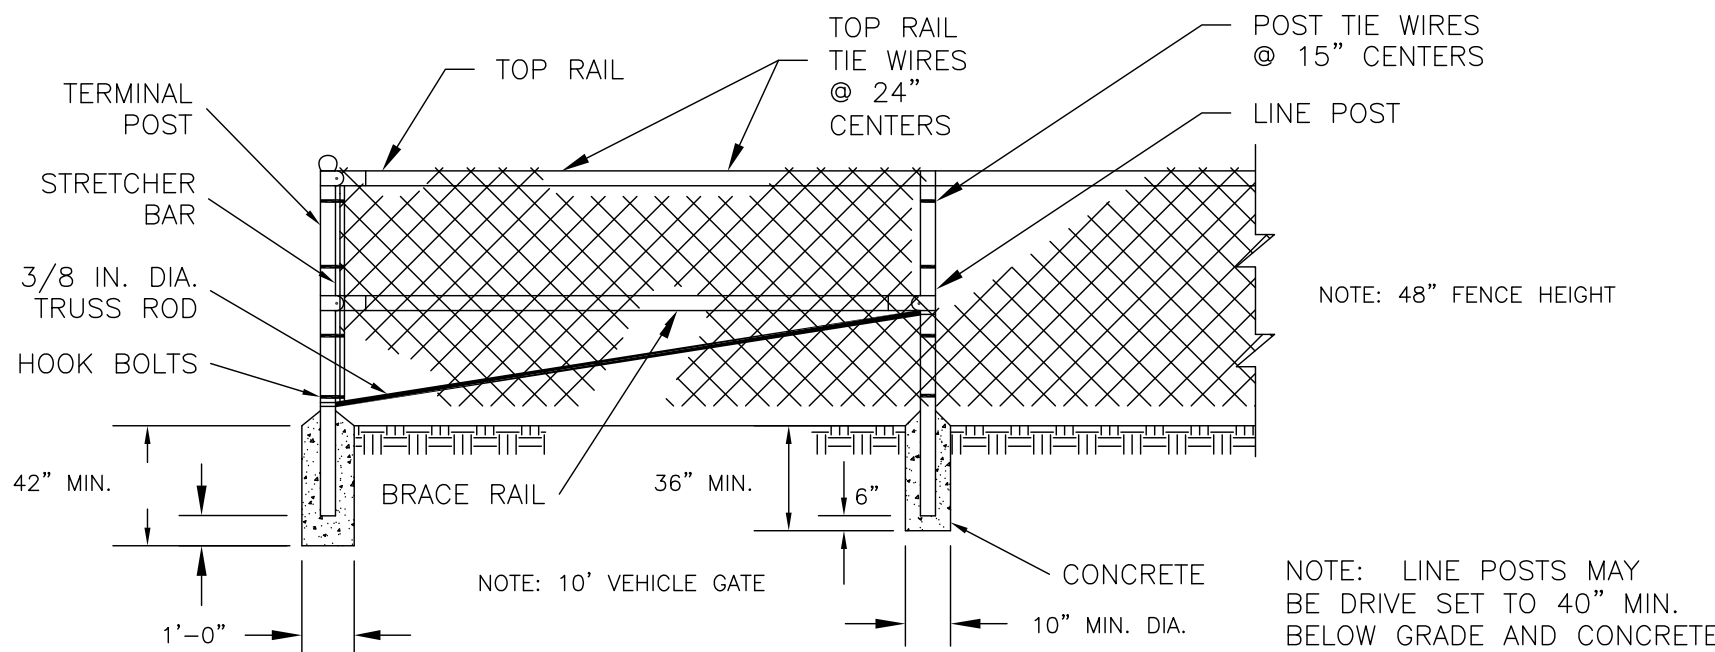 POST TIE WIRES
@ 15” CENTERS
TOP RAIL
TIE WIRES
@ 24”
CENTERS
TOP RAIL
TERMINAL
POST
LINE POST
STRETCHER
BAR
3/8 IN. DIA.
TRUSS ROD
NOTE: 48” FENCE HEIGHT
HOOK BOLTS
42” MIN.
BRACE RAIL
36” MIN.
6”
NOTE: 10’ VEHICLE GATE
CONCRETE
1’-0”
10” MIN. DIA.
NOTE: LINE POSTS MAY
BE DRIVE SET TO 40” MIN.
BELOW GRADE AND CONCRETE